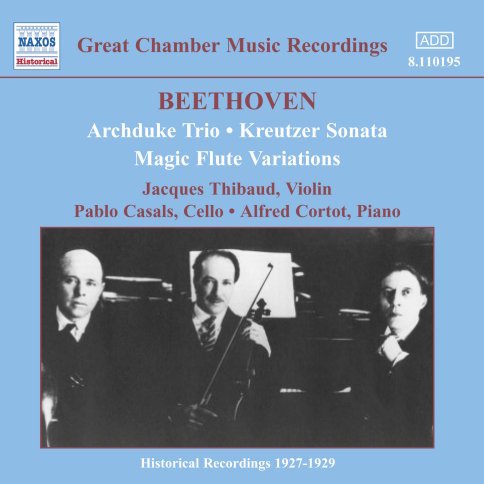 NAXOS
Historical
Great Chamber Music Recordings
ADD
8.110195
BEETHOVEN
Archduke Trio • Kreutzer Sonata
Magic Flute Variations
Jacques Thibaud, Violin
Pablo Casals, Cello • Alfred Cortot, Piano
Historical Recordings 1927-1929